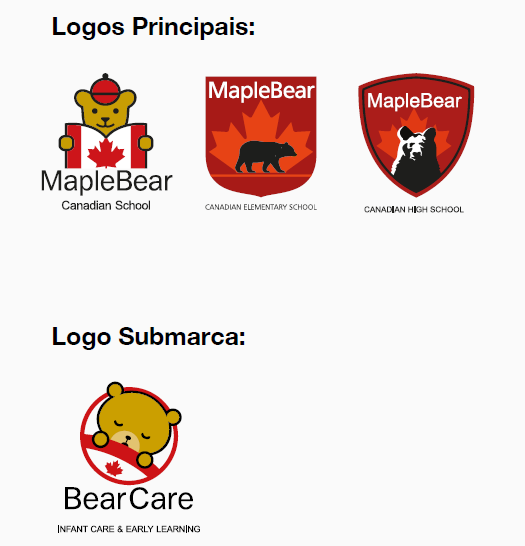 Logos Principais:
MapleBear
Canadian School
MapleBear
CANADIAN ELEMENTARY SCHOOL
MapleBear
CANADIAN HIGH SCHOOL
Logo Submarca:
BearCare
INFANT CARE & EARLY LEARNING